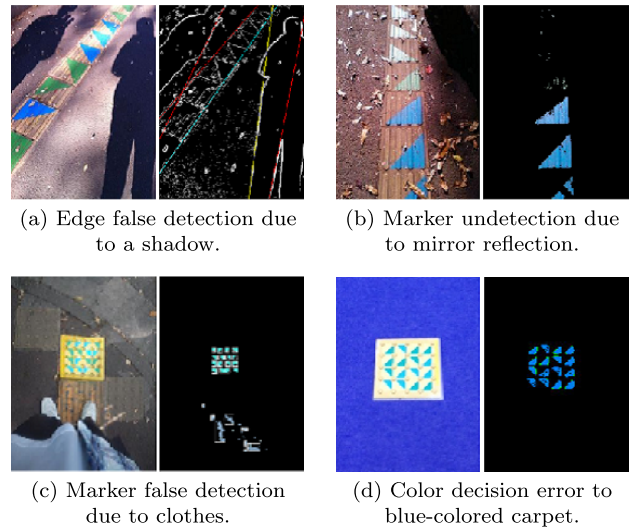 (a) Edge false detection due
to a shadow.
(b) Marker undetection due
to mirror reflection.
(c) Marker false detection
due to clothes.
(d) Color decision error to
blue-colored carpet.